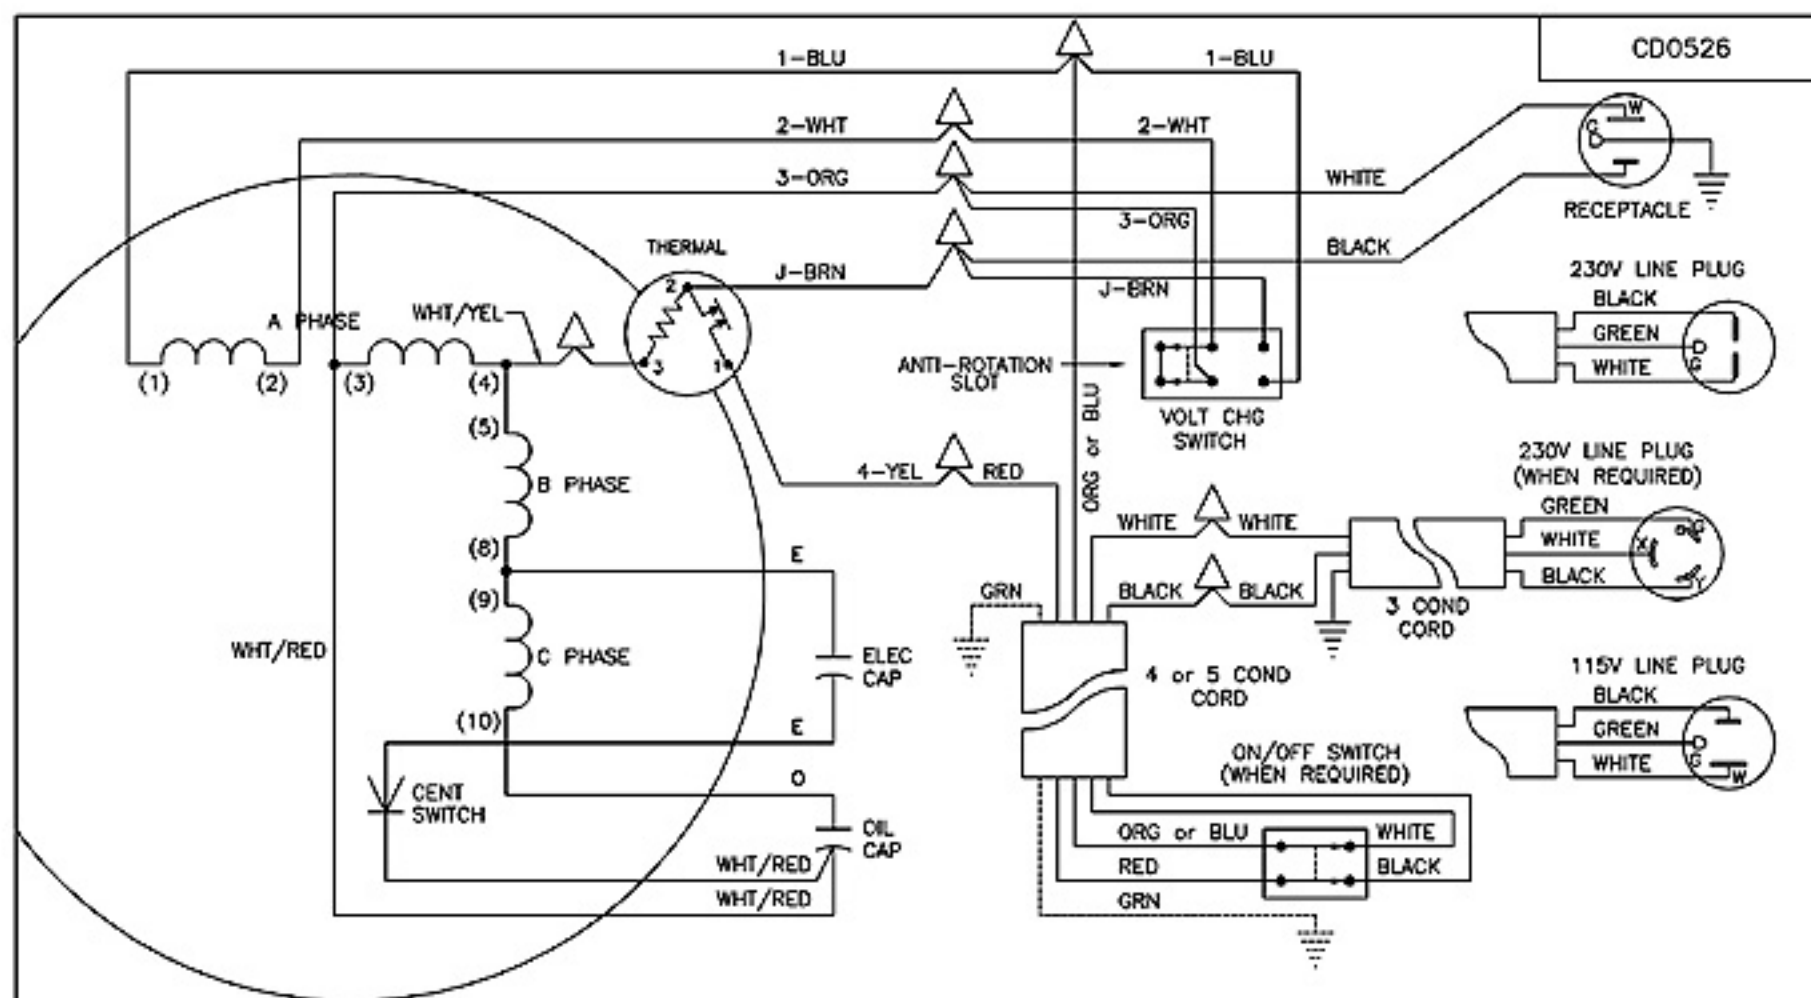 CD0526
1-BLU
1-BLU
2-WHT
2-WHT
3-ORG
WHITE
W
G
RECEPTACLE
3-ORG
THERMAL
BLACK
J-BRN
J-BRN
230V LINE PLUG
BLACK
GREEN
WHITE
G
A PHASE
WHT/YEL
2
3
1
(1)
(2)
(3)
(4)
ANTI-ROTATION
SLOT
VOLT CHG
SWITCH
ORG or BLU
(5)
B PHASE
(8)
4-YEL
RED
230V LINE PLUG
(WHEN REQUIRED)
GREEN
WHITE
BLACK
G
X
Y
WHITE
WHITE
BLACK
BLACK
3 COND
CORD
E
GRN
(9)
C PHASE
(10)
WHT/RED
ELEC
CAP
4 or 5 COND
CORD
115V LINE PLUG
BLACK
GREEN
WHITE
G
W
E
O
CENT
SWITCH
OIL
CAP
WHT/RED
WHT/RED
ON/OFF SWITCH
(WHEN REQUIRED)
ORG or BLU
WHITE
RED
BLACK
GRN